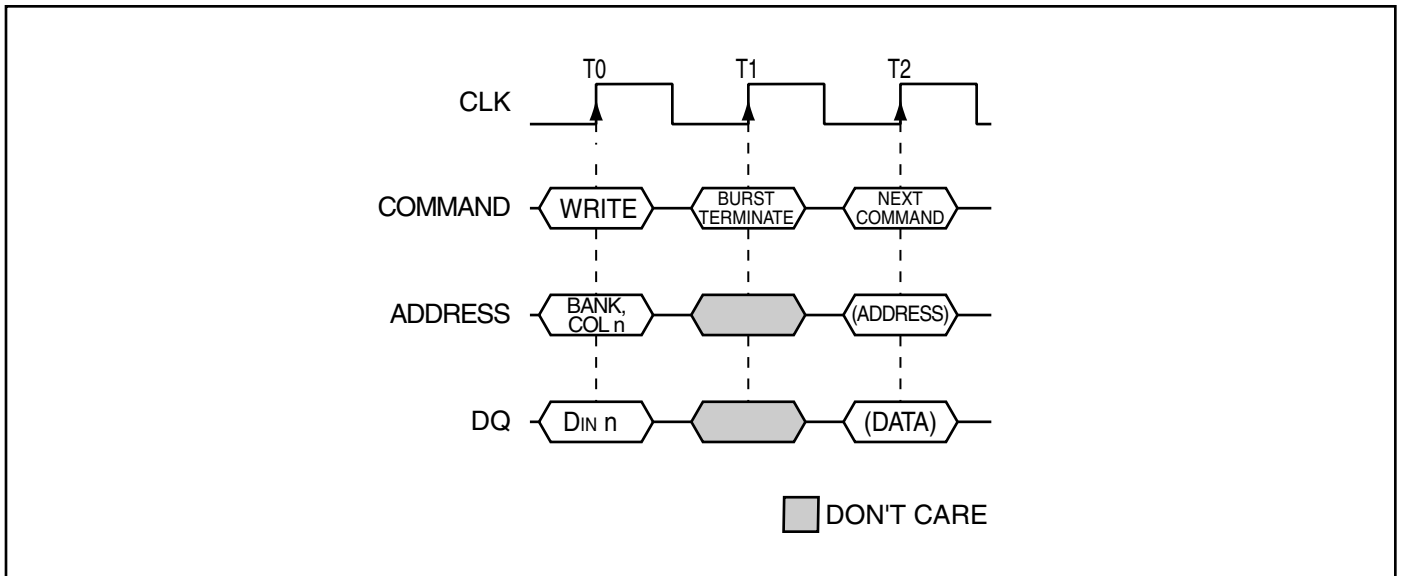 T0 T1 T2
CLK
COMMAND WRITE BURST TERMINATE NEXT COMMAND
ADDRESS BANK, COL n (ADDRESS)
DQ DIN n (DATA)
DON'T CARE